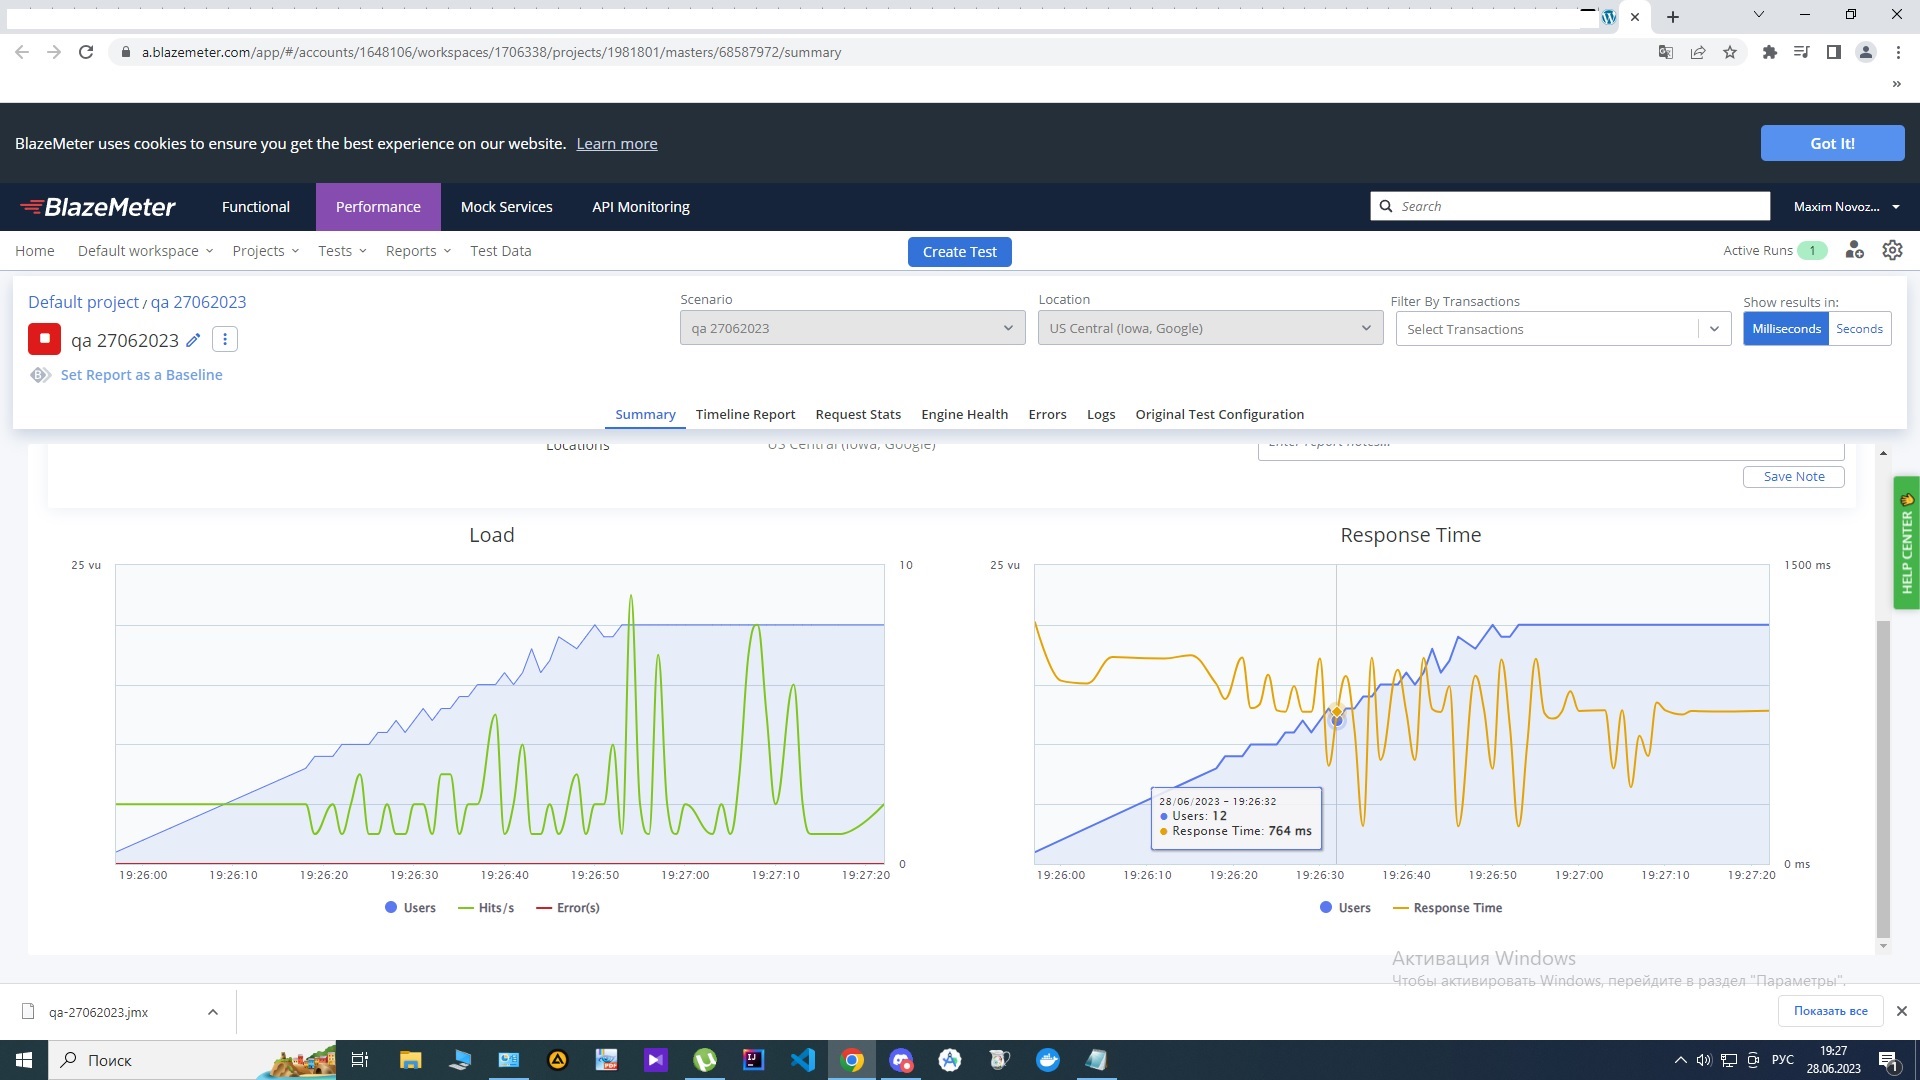 a.blazemeter.com/app/#/accounts/1648106/workspaces/1706338/projects/1981801/masters/68587972/summary
»
BlazeMeter uses cookies to ensure you get the best experience on our website. Learn more
Got It!
BlazeMeter
Functional
Performance
Mock Services
API Monitoring
Search
Maxim Novoz...
Home
Default workspace
Projects
Tests
Reports
Test Data
Create Test
Active Runs 1
Default project / qa 27062023
qa 27062023
Set Report as a Baseline
Scenario
qa 27062023
Location
US Central (Iowa, Google)
Filter By Transactions
Select Transactions
Show results in:
Milliseconds
Seconds
Summary
Timeline Report
Request Stats
Engine Health
Errors
Logs
Original Test Configuration
Locations
US Central (Iowa, Google)
Enter report notes...
Save Note
HELP CENTER
Load
25 vu
10
0
19:26:00 19:26:10 19:26:20 19:26:30 19:26:40 19:26:50 19:27:00 19:27:10 19:27:20
Users Hits/s Error(s)
Response Time
25 vu
1500 ms
28/06/2023 - 19:26:32
Users: 12
Response Time: 764 ms
0 ms
19:26:00 19:26:10 19:26:20 19:26:30 19:26:40 19:26:50 19:27:00 19:27:10 19:27:20
Users Response Time
Активация Windows
Чтобы активировать Windows, перейдите в раздел "Параметры".
qa-27062023.jmx
Показать все
Поиск
РУС
19:27
28.06.2023
1